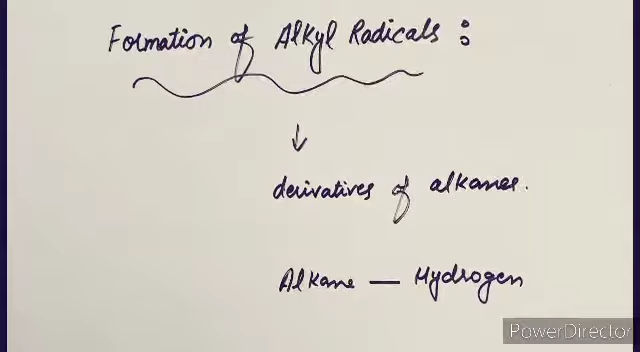 Formation of Alkyl Radicals :
derivatives of alkanes.
Alkane — Hydrogen
PowerDirector